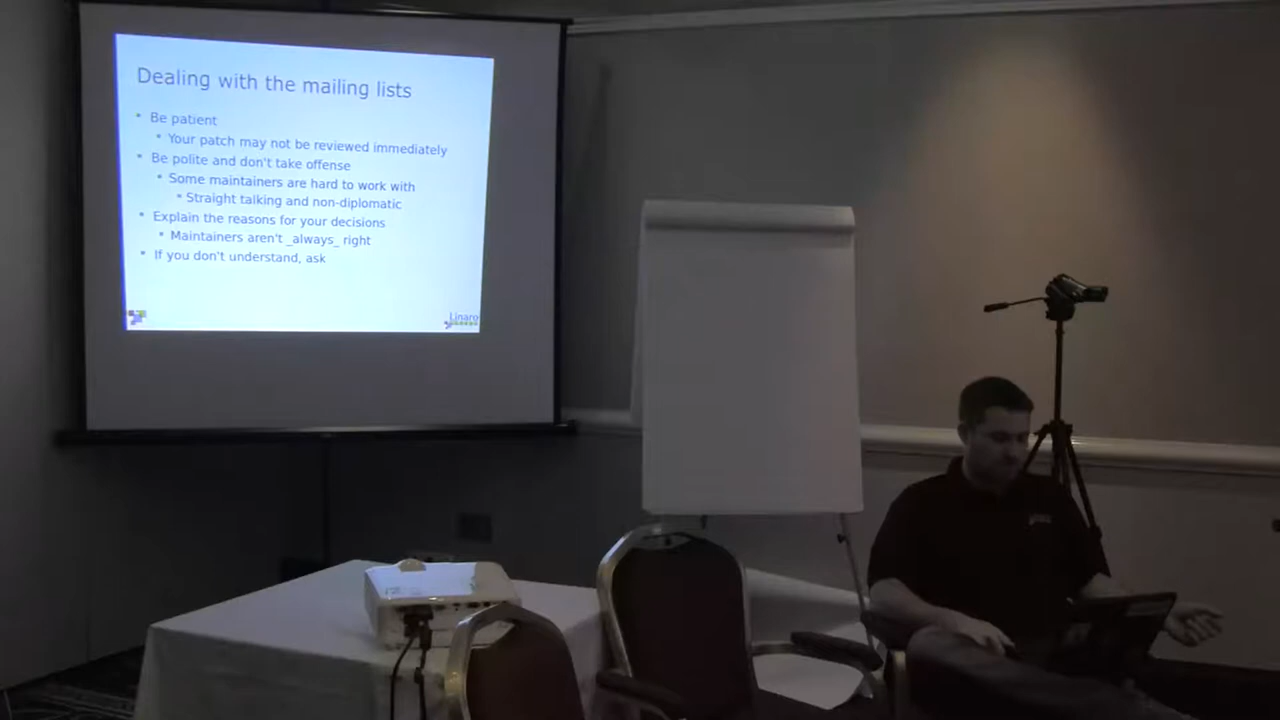 Dealing with the mailing lists
• Be patient
• Your patch may not be reviewed immediately
• Be polite and don't take offense
• Some maintainers are hard to work with
• Straight talking and non-diplomatic
• Explain the reasons for your decisions
• Maintainers aren't _always_ right
• If you don't understand, ask
Linaro